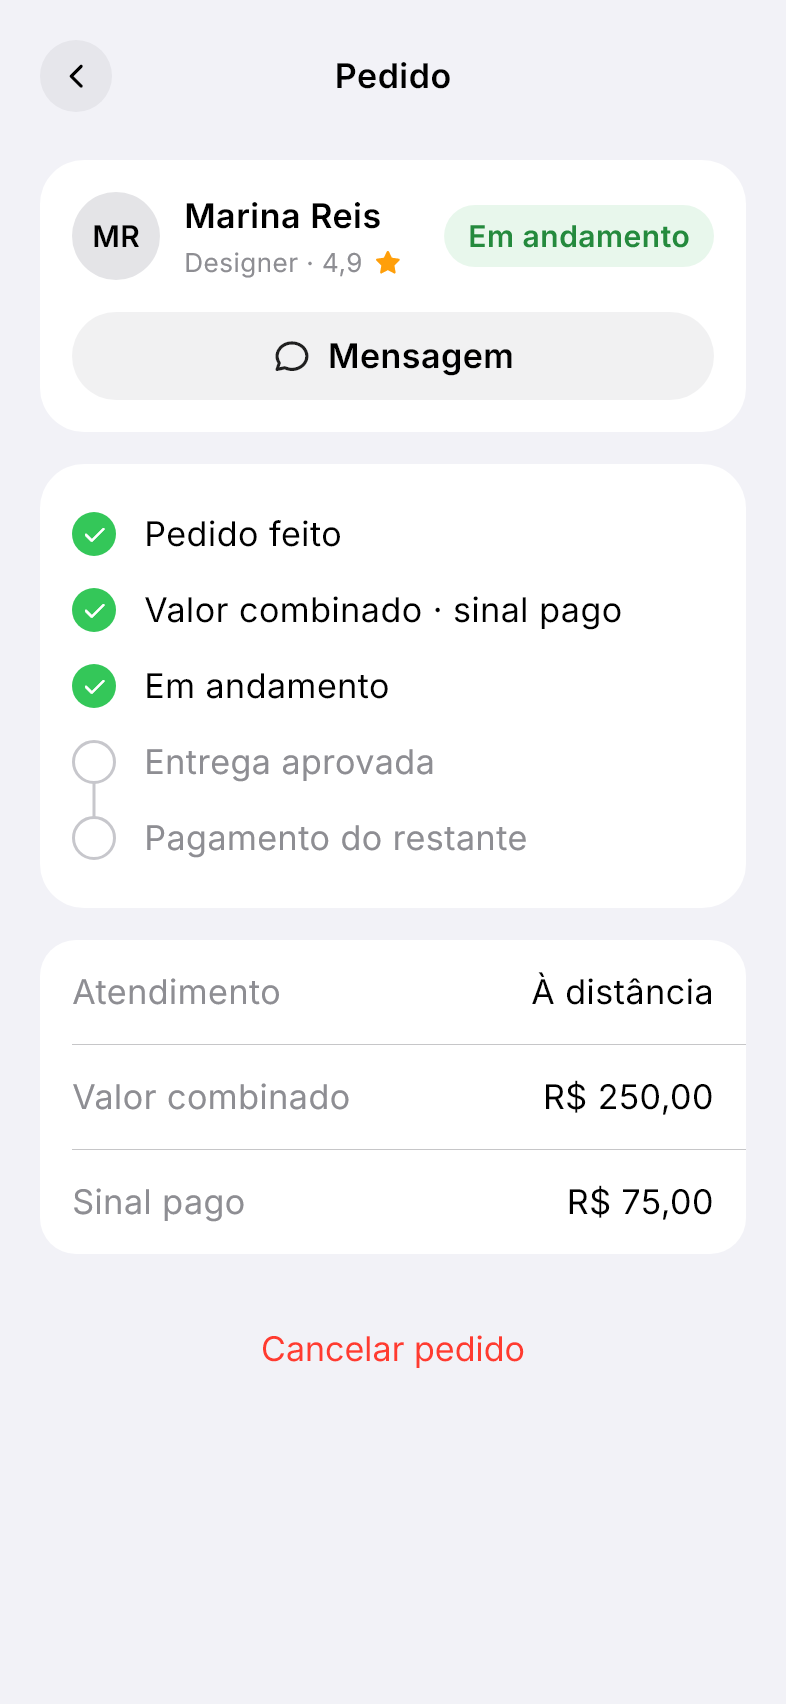 Pedido
MR
Marina Reis
Designer · 4,9
Em andamento
Mensagem
Pedido feito
Valor combinado · sinal pago
Em andamento
Entrega aprovada
Pagamento do restante
Atendimento
À distância
Valor combinado
R$ 250,00
Sinal pago
R$ 75,00
Cancelar pedido